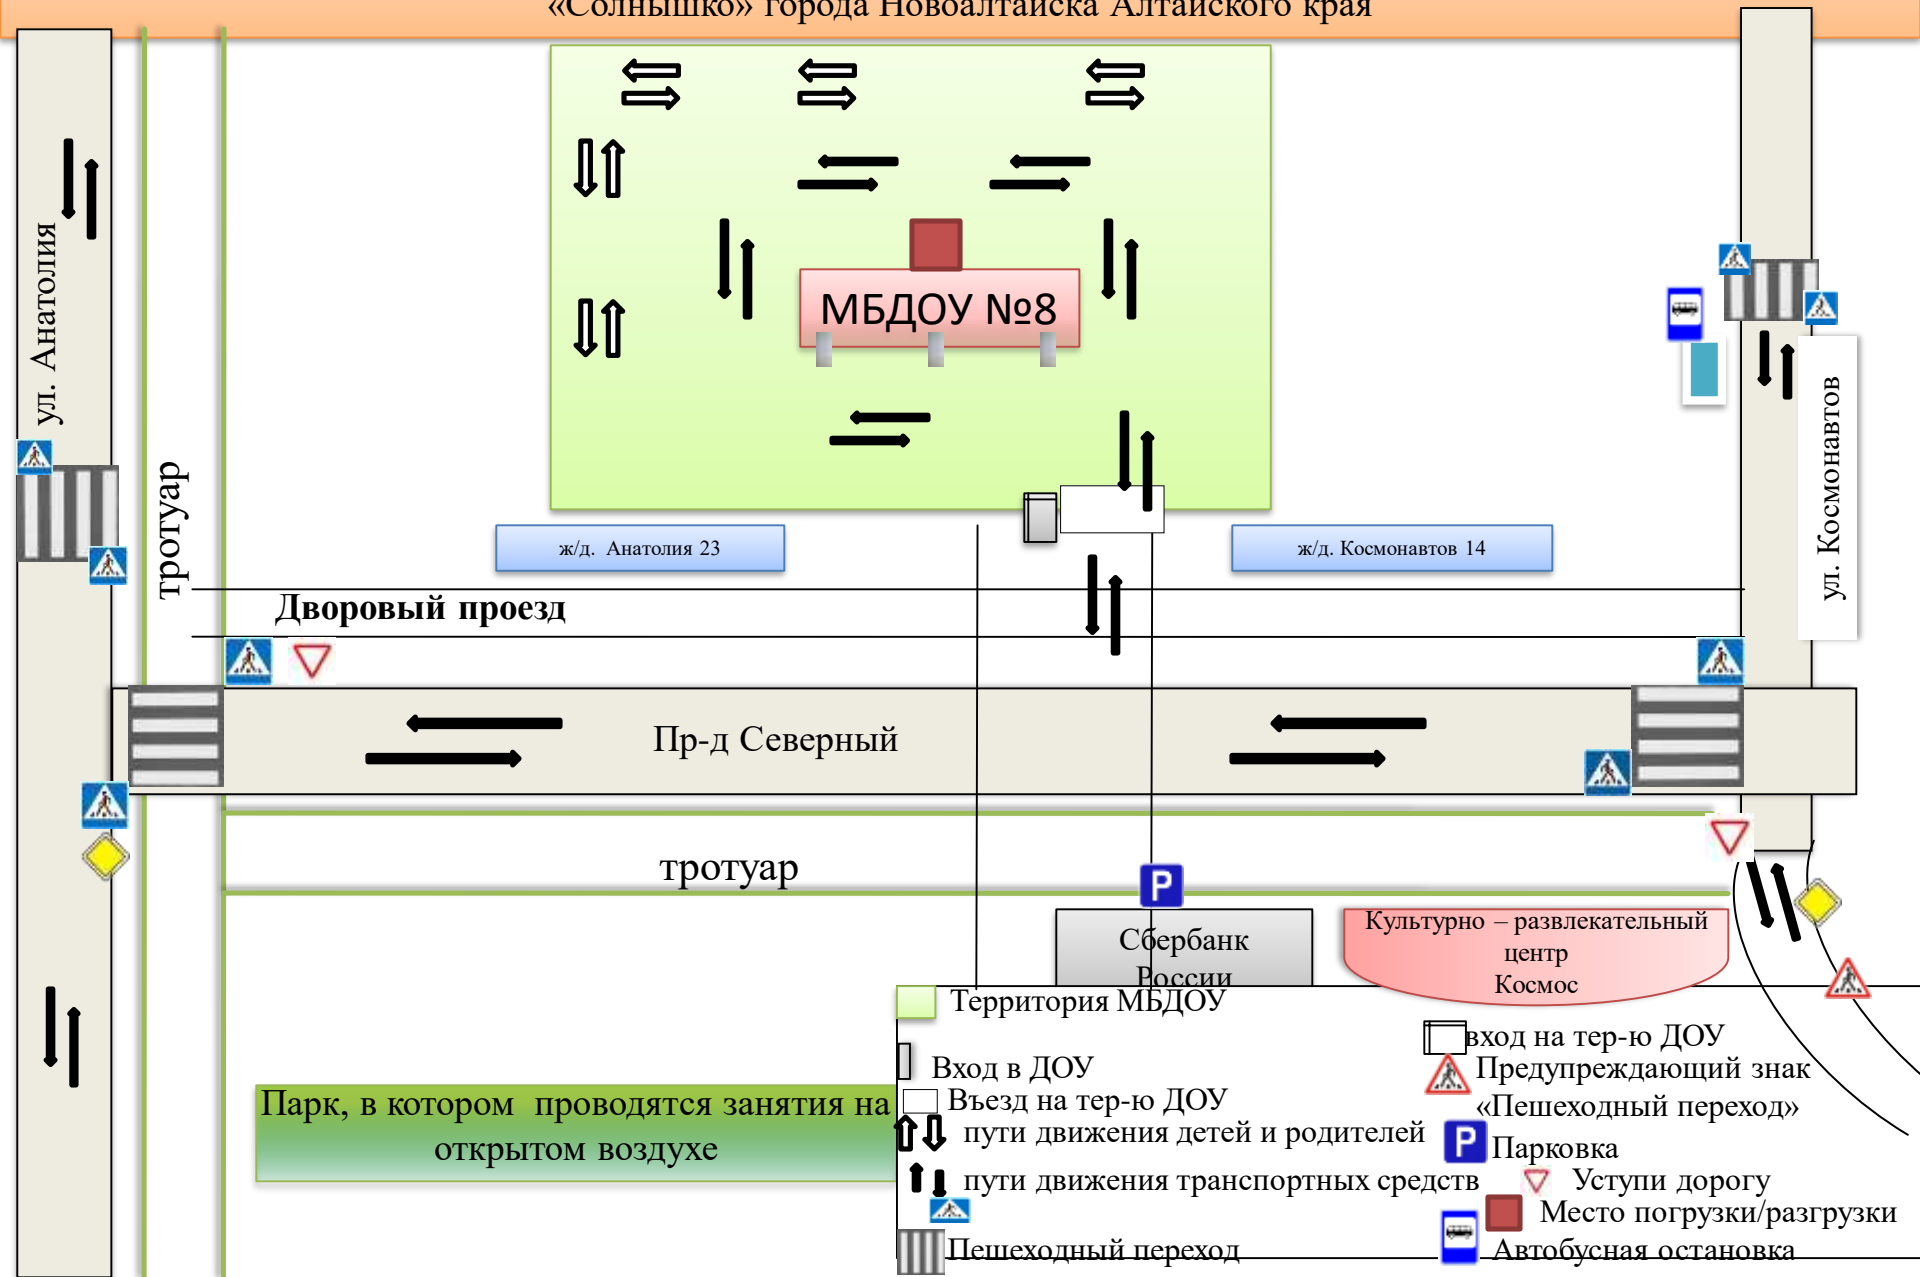 «Солнышко» города Новоалтайска Алтайского края
ул. Анатолия
тротуар
МБДОУ №8
ул. Космонавтов
ж/д. Анатолия 23
ж/д. Космонавтов 14
Дворовый проезд
Пр-д Северный
тротуар
P
Сбербанк
России
Культурно – развлекательный
центр
Космос
Парк, в котором проводятся занятия на
открытом воздухе
Территория МБДОУ
Вход в ДОУ
Въезд на тер-ю ДОУ
пути движения детей и родителей
пути движения транспортных средств
Пешеходный переход
вход на тер-ю ДОУ
Предупреждающий знак
«Пешеходный переход»
P Парковка
Уступи дорогу
Место погрузки/разгрузки
Автобусная остановка